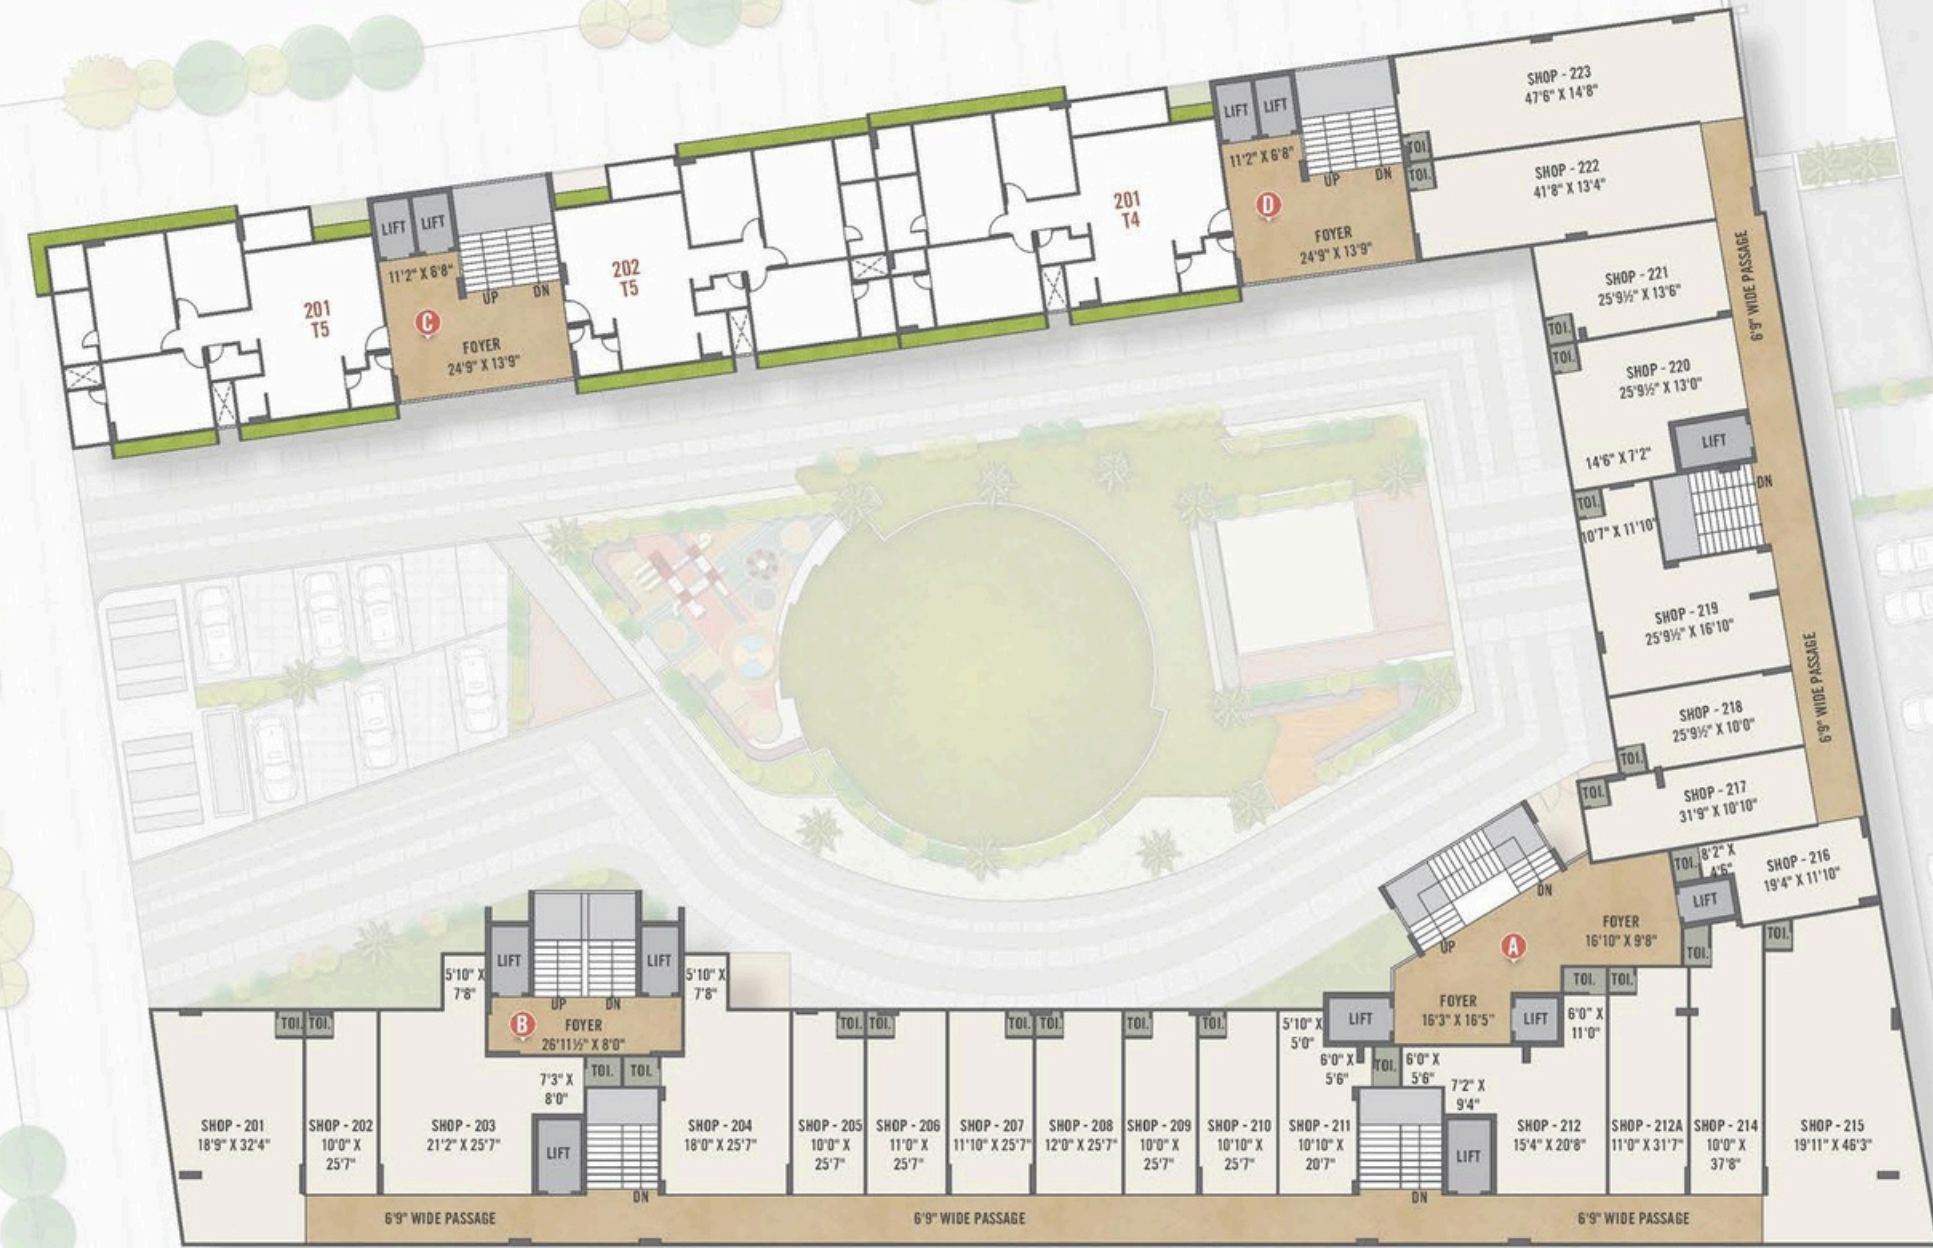 SHOP - 223
47'6" X 14'8"
LIFT
LIFT
11'2" X 6'8"
UP
DN
TOI.
TOI.
SHOP - 222
41'8" X 13'4"
D
FOYER
24'9" X 13'9"
201
T4
LIFT
LIFT
11'2" X 6'8"
UP
DN
202
T5
201
T5
C
FOYER
24'9" X 13'9"
6'9" WIDE PASSAGE
SHOP - 221
25'9½" X 13'6"
TOI.
TOI.
SHOP - 220
25'9½" X 13'0"
LIFT
14'6" X 7'2"
DN
TOI.
10'7" X 11'10"
SHOP - 219
25'9½" X 16'10"
6'9" WIDE PASSAGE
SHOP - 218
25'9½" X 10'0"
TOI.
TOI.
SHOP - 217
31'9" X 10'10"
TOI.
8'2" X
4'6"
SHOP - 216
19'4" X 11'10"
LIFT
DN
UP
FOYER
16'10" X 9'8"
A
TOI.
TOI.
TOI.
TOI.
FOYER
16'3" X 16'5"
LIFT
LIFT
6'0" X
11'0"
5'10" X
5'0"
6'0" X
5'6"
TOI.
6'0" X
5'6"
7'2" X
9'4"
LIFT
LIFT
5'10" X
7'8"
5'10" X
7'8"
UP
DN
B
FOYER
26'11½" X 8'0"
TOI.
TOI.
TOI.
TOI.
TOI.
TOI.
TOI.
TOI.
TOI.
TOI.
7'3" X
8'0"
SHOP - 201
18'9" X 32'4"
SHOP - 202
10'0" X
25'7"
SHOP - 203
21'2" X 25'7"
LIFT
DN
SHOP - 204
18'0" X 25'7"
SHOP - 205
10'0" X
25'7"
SHOP - 206
11'0" X
25'7"
SHOP - 207
11'10" X 25'7"
SHOP - 208
12'0" X 25'7"
SHOP - 209
10'0" X
25'7"
SHOP - 210
10'10" X
25'7"
SHOP - 211
10'10" X
20'7"
DN
LIFT
SHOP - 212
15'4" X 20'8"
SHOP - 212A
11'0" X 31'7"
SHOP - 214
10'0" X
37'8"
SHOP - 215
19'11" X 46'3"
6'9" WIDE PASSAGE
6'9" WIDE PASSAGE
6'9" WIDE PASSAGE